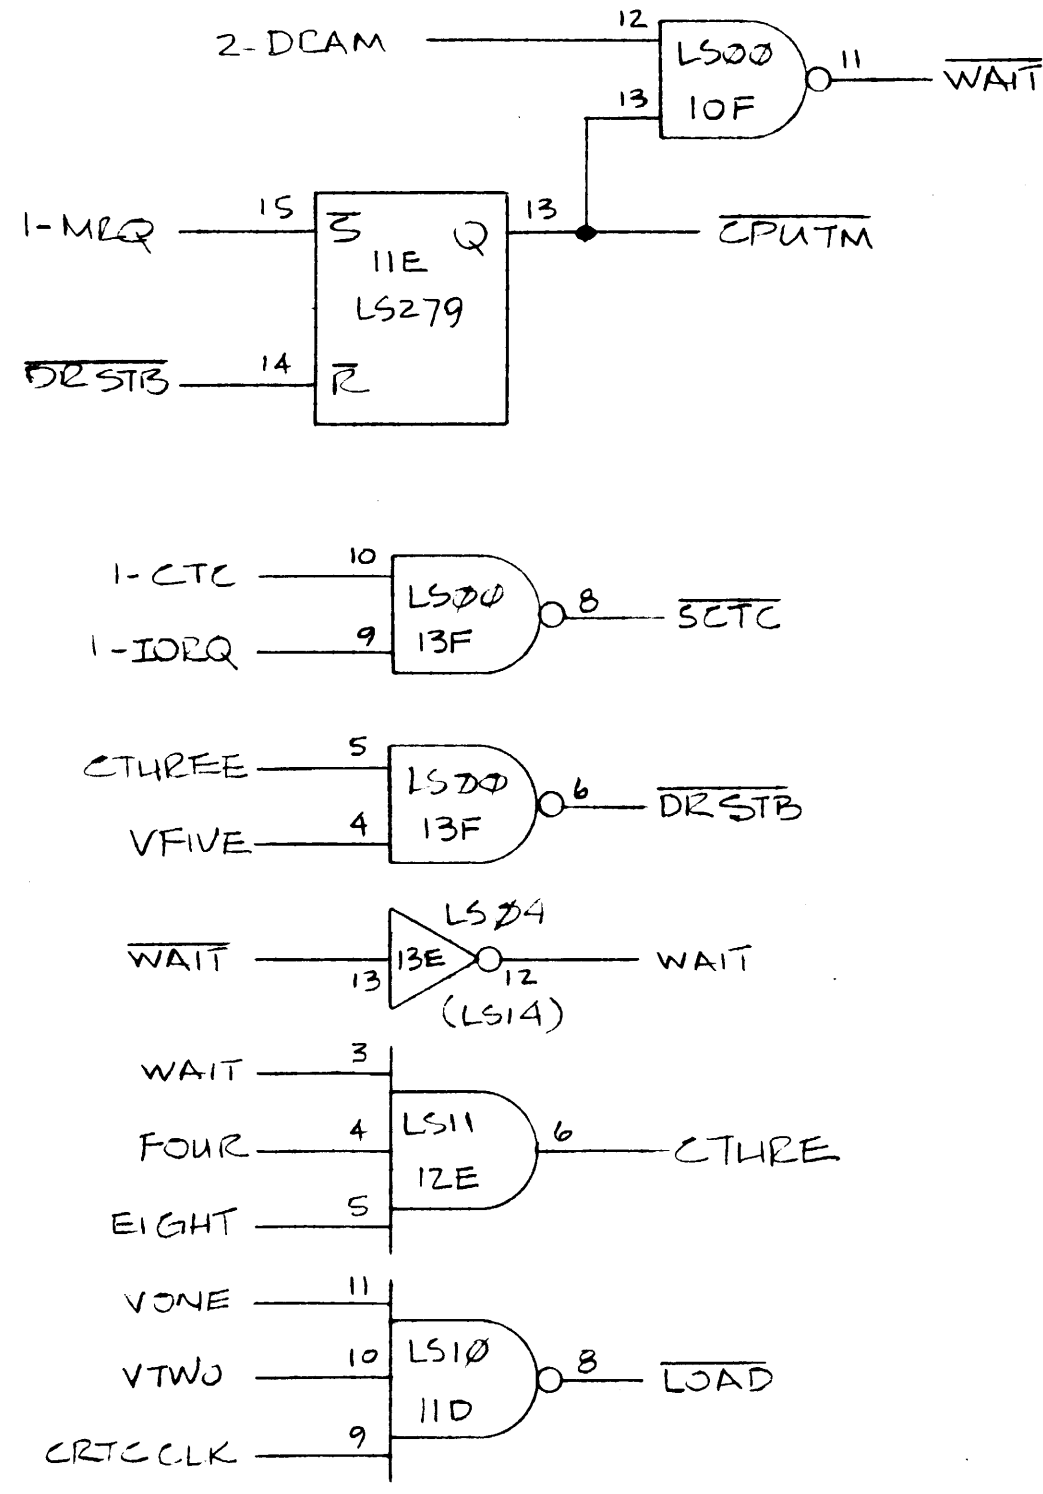 2-DCAM 12 LS00 11 WAIT
13 10F
1-MRQ 15 S Q 13 CPUTM
11E
LS279
DRSTB 14 R
1-CTC 10 LS00 8 SCTC
1-IORQ 9 13F
CTHREE 5 LS00 6 DRSTB
VFIVE 4 13F
LS04
WAIT 13 13E 12 WAIT
(LS14)
WAIT 3
FOUR 4 LS11 6 CTHRE
12E
EIGHT 5
VONE 11
VTWO 10 LS10 8 LOAD
11D
CRTCCLK 9